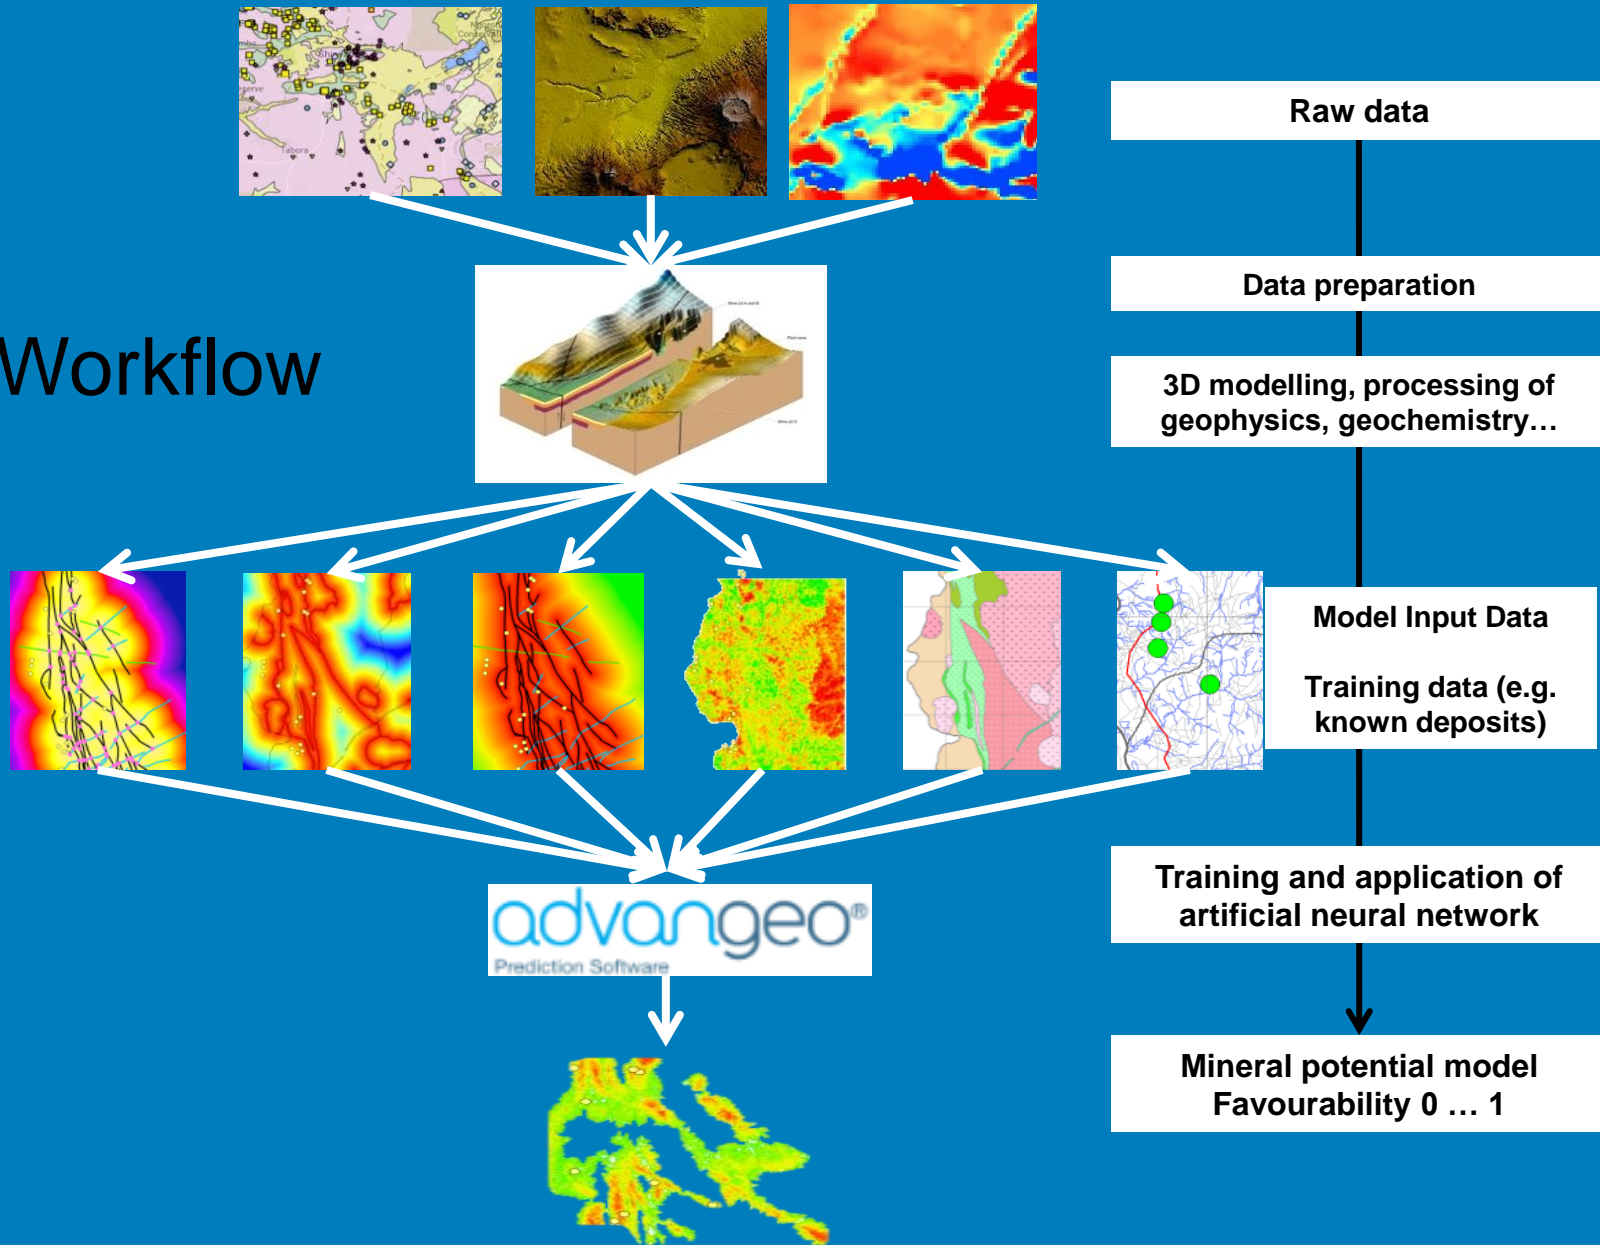 Tabora
Raw data
Data preparation
Workflow
3D modelling, processing of
geophysics, geochemistry…
Model Input Data
Training data (e.g.
known deposits)
Training and application of
artificial neural network
advangeo®
Prediction Software
Mineral potential model
Favourability 0 … 1